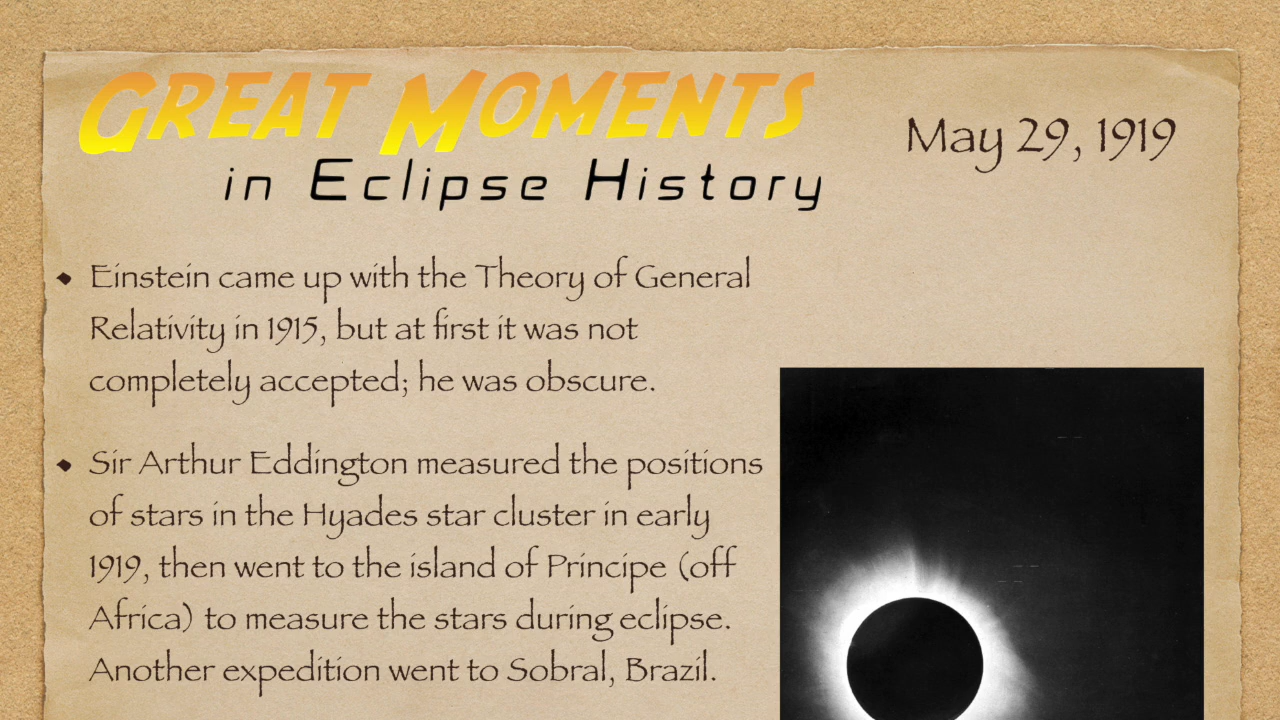 GREAT MOMENTS
in Eclipse History
May 29, 1919
• Einstein came up with the Theory of General
Relativity in 1915, but at first it was not
completely accepted; he was obscure.
• Sir Arthur Eddington measured the positions
of stars in the Hyades star cluster in early
1919, then went to the island of Principe (off
Africa) to measure the stars during eclipse.
Another expedition went to Sobral, Brazil.